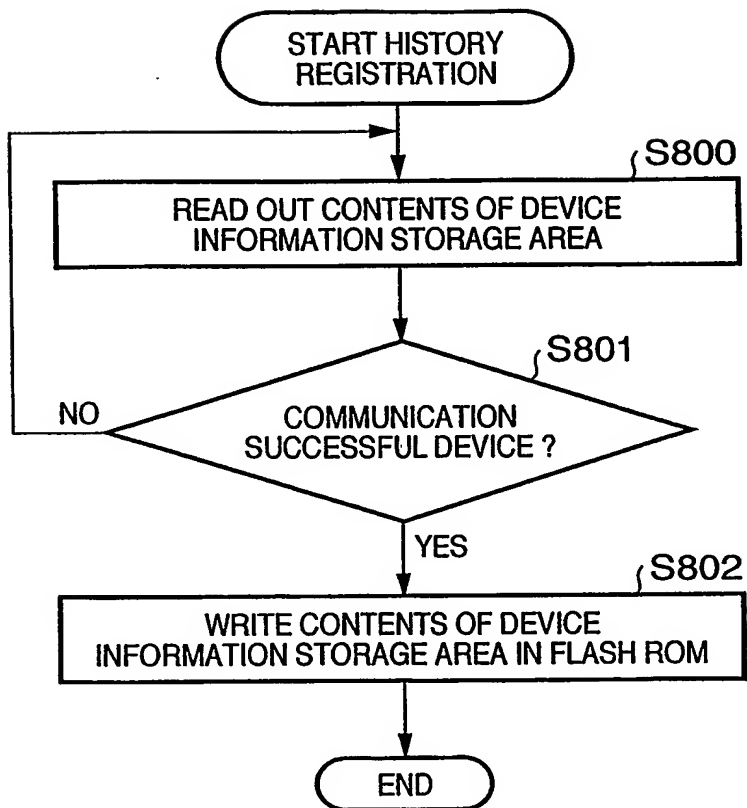 START HISTORY
REGISTRATION
S800
READ OUT CONTENTS OF DEVICE
INFORMATION STORAGE AREA
S801
COMMUNICATION
SUCCESSFUL DEVICE ?
NO
YES
S802
WRITE CONTENTS OF DEVICE
INFORMATION STORAGE AREA IN FLASH ROM
END